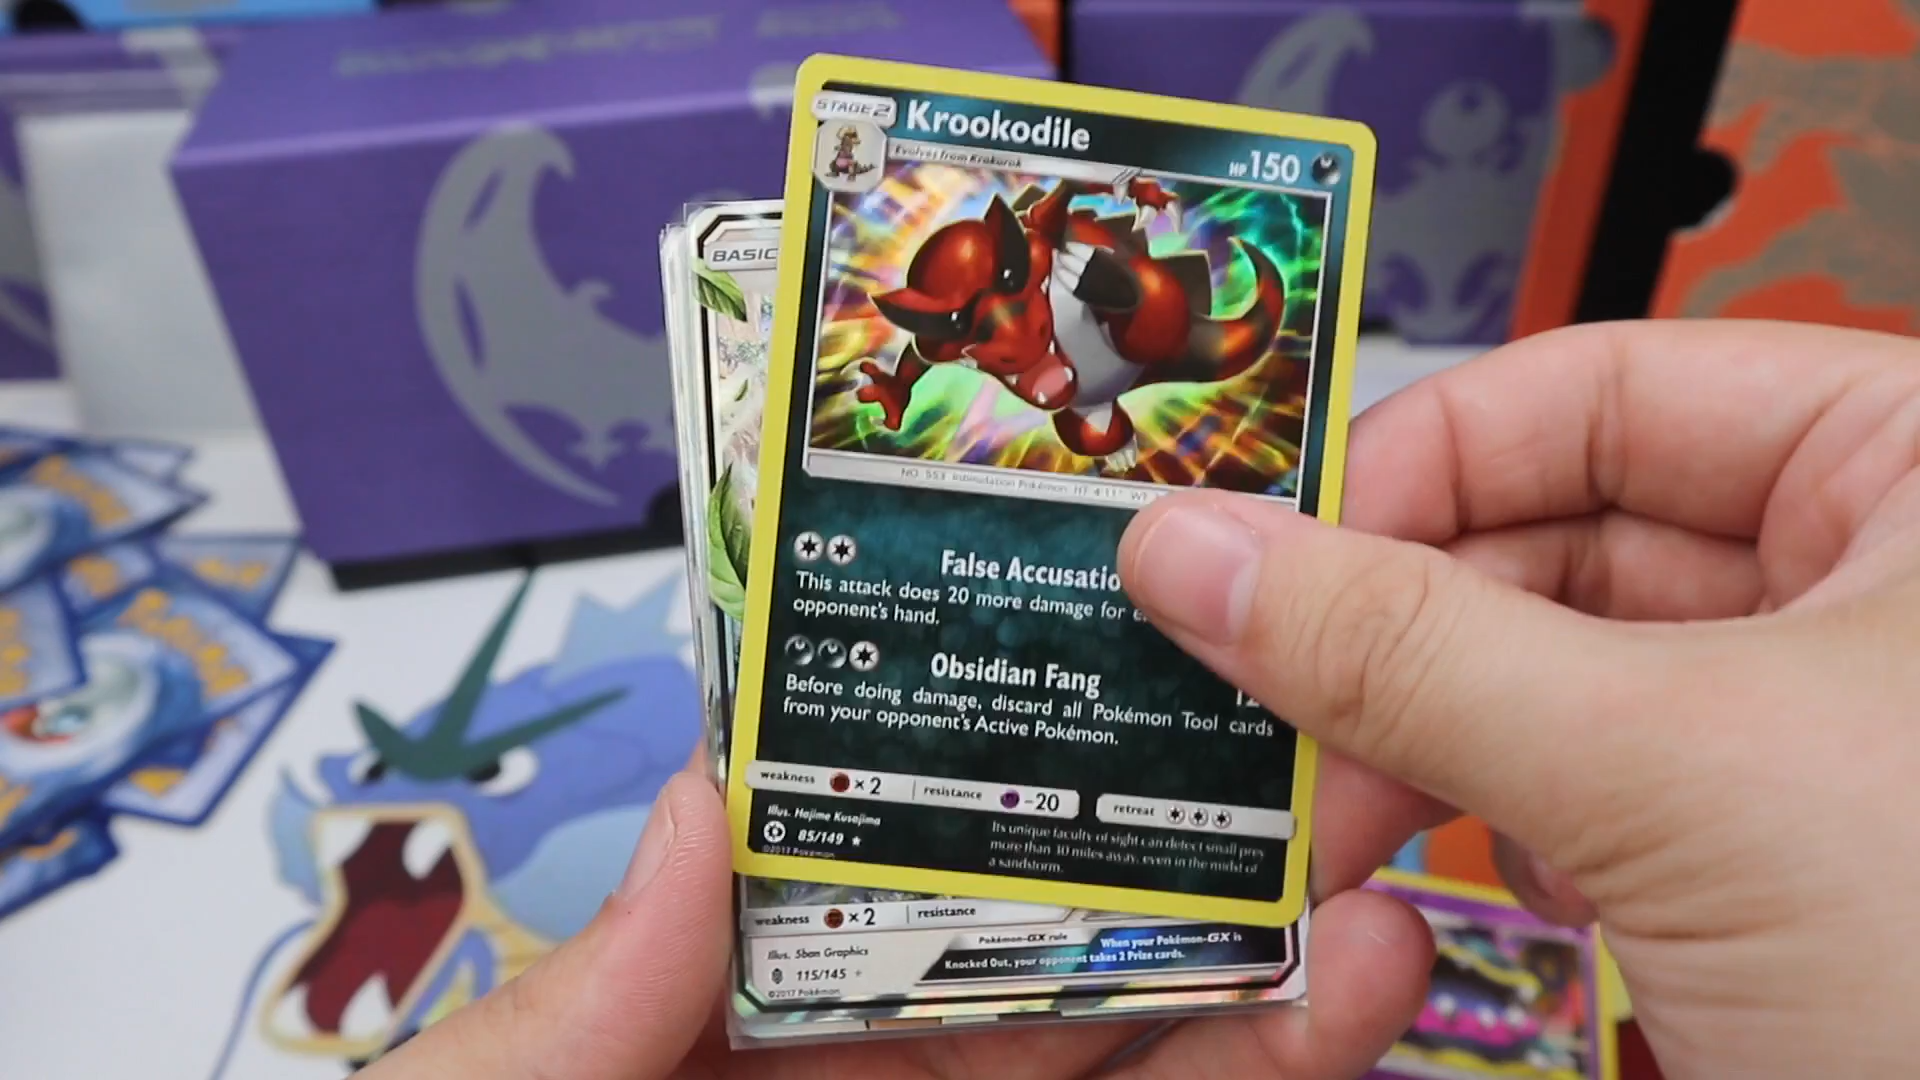 STAGE 2
Krookodile
HP 150
Evolves from Krokorok
BASIC
NO. 553 Intimidation Pokémon HT 4'11" WT
False Accusatio
This attack does 20 more damage for
opponent's hand.
Obsidian Fang
Before doing damage, discard all Pokémon Tool cards
from your opponent's Active Pokémon.
weakness × 2 resistance -20 retreat
Illus. Hajime Kusajima
85/149
©2017 Pokémon
Its unique faculty of sight can detect small prey
more than 30 miles away, even in the midst of
a sandstorm.
weakness × 2 resistance
Illus. 5ban Graphics
115/145
©2017 Pokémon
Pokémon-GX rule When your Pokémon-GX is
Knocked Out, your opponent takes 2 Prize cards.